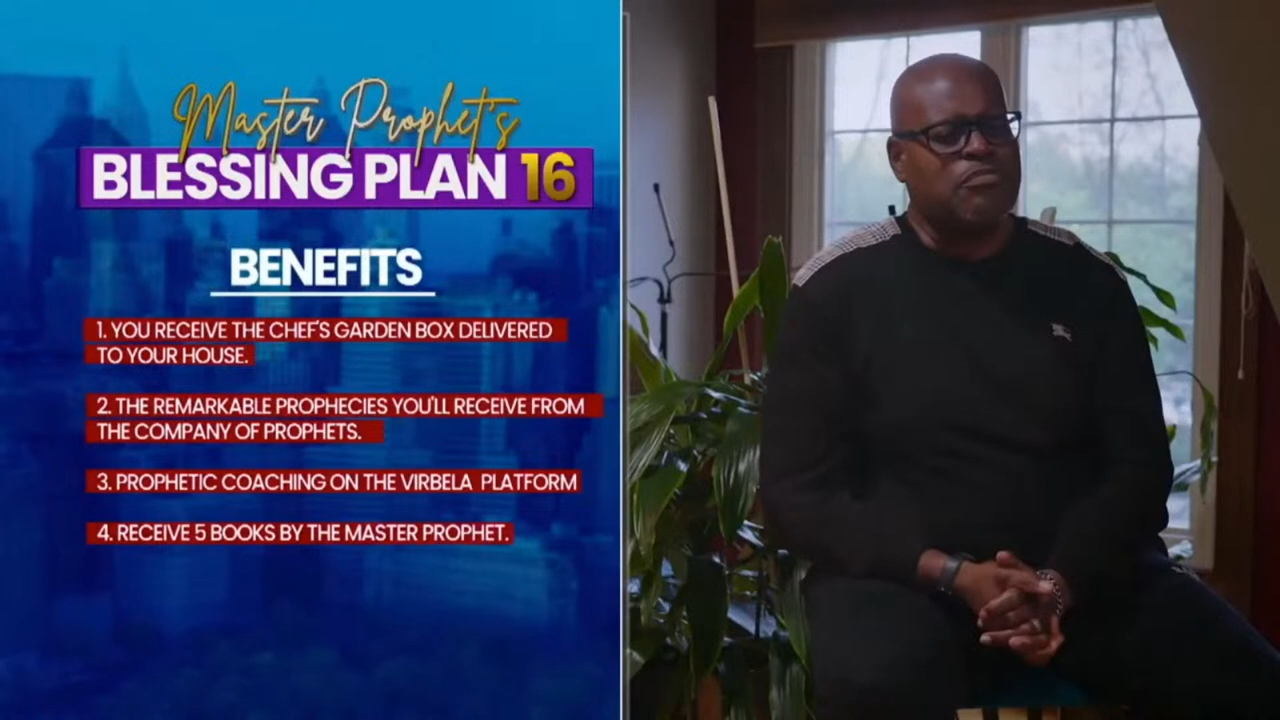 Master Prophet's
BLESSING PLAN 16
BENEFITS
1. YOU RECEIVE THE CHEF'S GARDEN BOX DELIVERED
TO YOUR HOUSE.
2. THE REMARKABLE PROPHECIES YOU'LL RECEIVE FROM
THE COMPANY OF PROPHETS.
3. PROPHETIC COACHING ON THE VIRBELA PLATFORM
4. RECEIVE 5 BOOKS BY THE MASTER PROPHET.